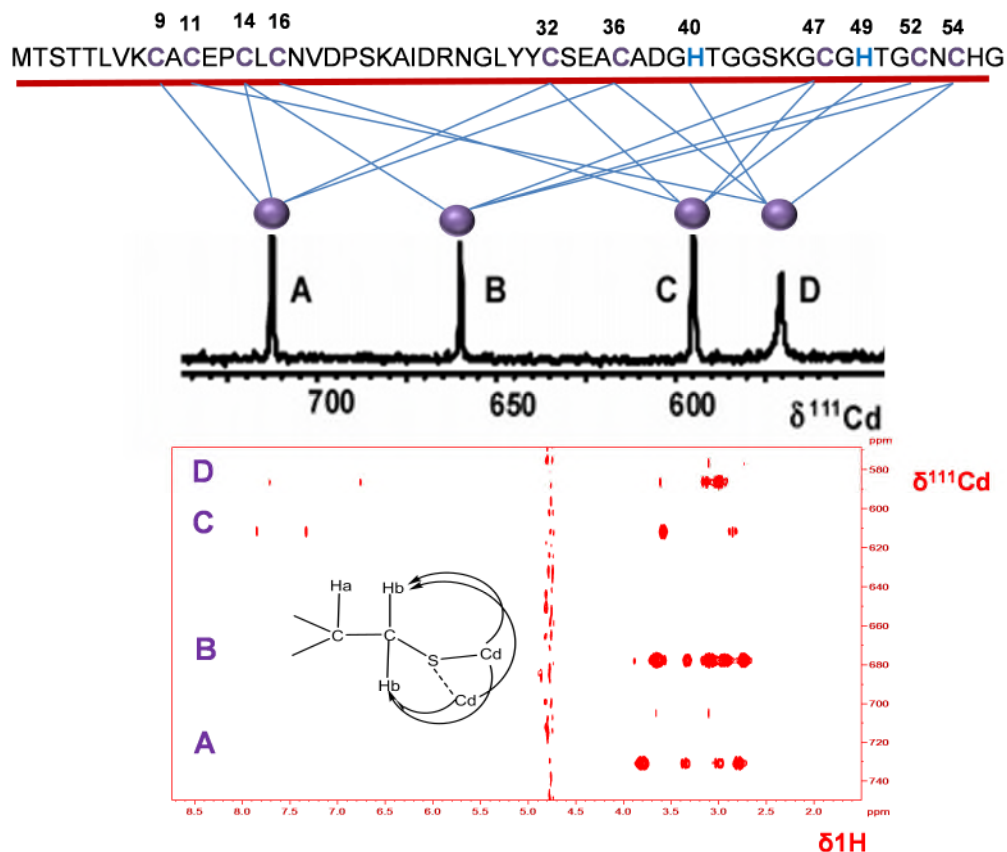 9 11 14 16 32 36 40 47 49 52 54
MTSTTLVKCACEPCLCNVDPSKAIDRNGLYYCSEACADGHTGGSKGCGHTGCNCHG
A B C D
700 650 600 δ¹¹¹Cd
ppm
D 580 δ¹¹¹Cd
600
C
620
Ha Hb 640
660
B C C S Cd 680
Hb Cd
700
A 720
740
8.5 8.0 7.5 7.0 6.5 6.0 5.5 5.0 4.5 4.0 3.5 3.0 2.5 2.0 ppm
δ1H